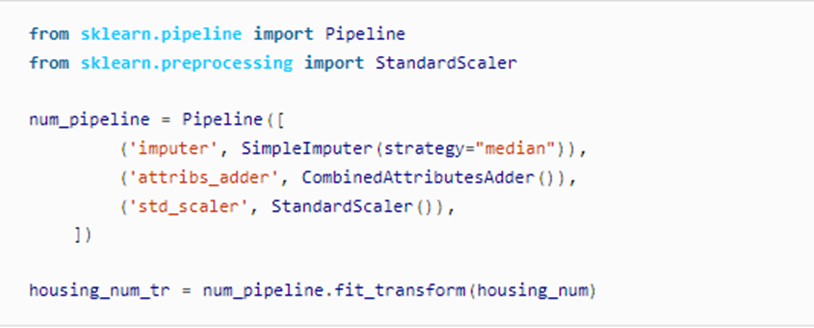 from sklearn.pipeline import Pipeline
from sklearn.preprocessing import StandardScaler
num_pipeline = Pipeline([
('imputer', SimpleImputer(strategy="median")),
('attribs_adder', CombinedAttributesAdder()),
('std_scaler', StandardScaler()),
])
housing_num_tr = num_pipeline.fit_transform(housing_num)